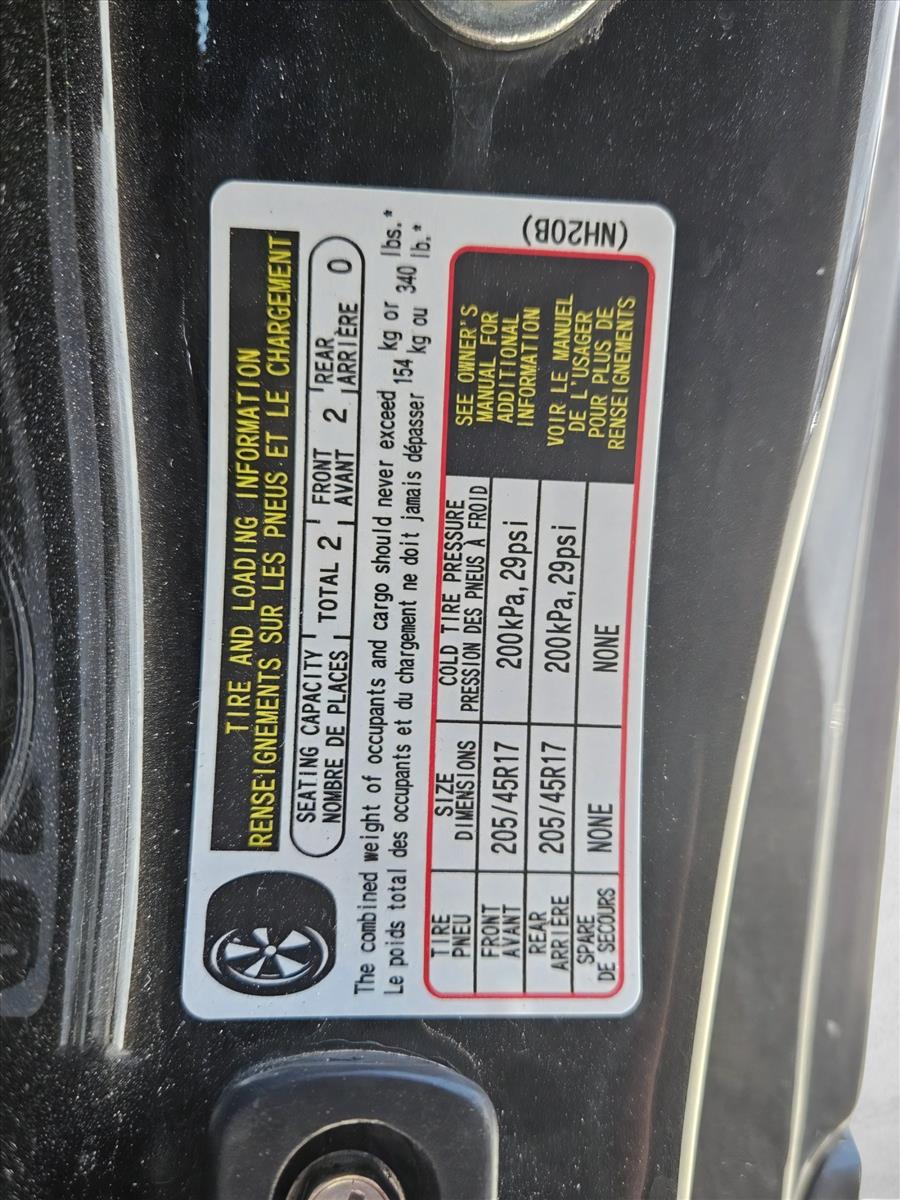 TIRE AND LOADING INFORMATION
RENSEIGNEMENTS SUR LES PNEUS ET LE CHARGEMENT
SEATING CAPACITY TOTAL 2 FRONT 2 REAR 0
NOMBRE DE PLACES AVANT ARRIÈRE
The combined weight of occupants and cargo should never exceed 154 kg or 340 lbs.*
Le poids total des occupants et du chargement ne doit jamais dépasser kg ou lb.*
TIRE SIZE COLD TIRE PRESSURE
PNEU DIMENSIONS PRESSION DES PNEUS À FROID
FRONT
AVANT 205/45R17 200kPa,29psi
REAR
ARRIÈRE 205/45R17 200kPa,29psi
SPARE
DE SECOURS NONE NONE
SEE OWNER'S
MANUAL FOR
ADDITIONAL
INFORMATION
VOIR LE MANUEL
DE L'USAGER
POUR PLUS DE
RENSEIGNEMENTS
(NH20B)